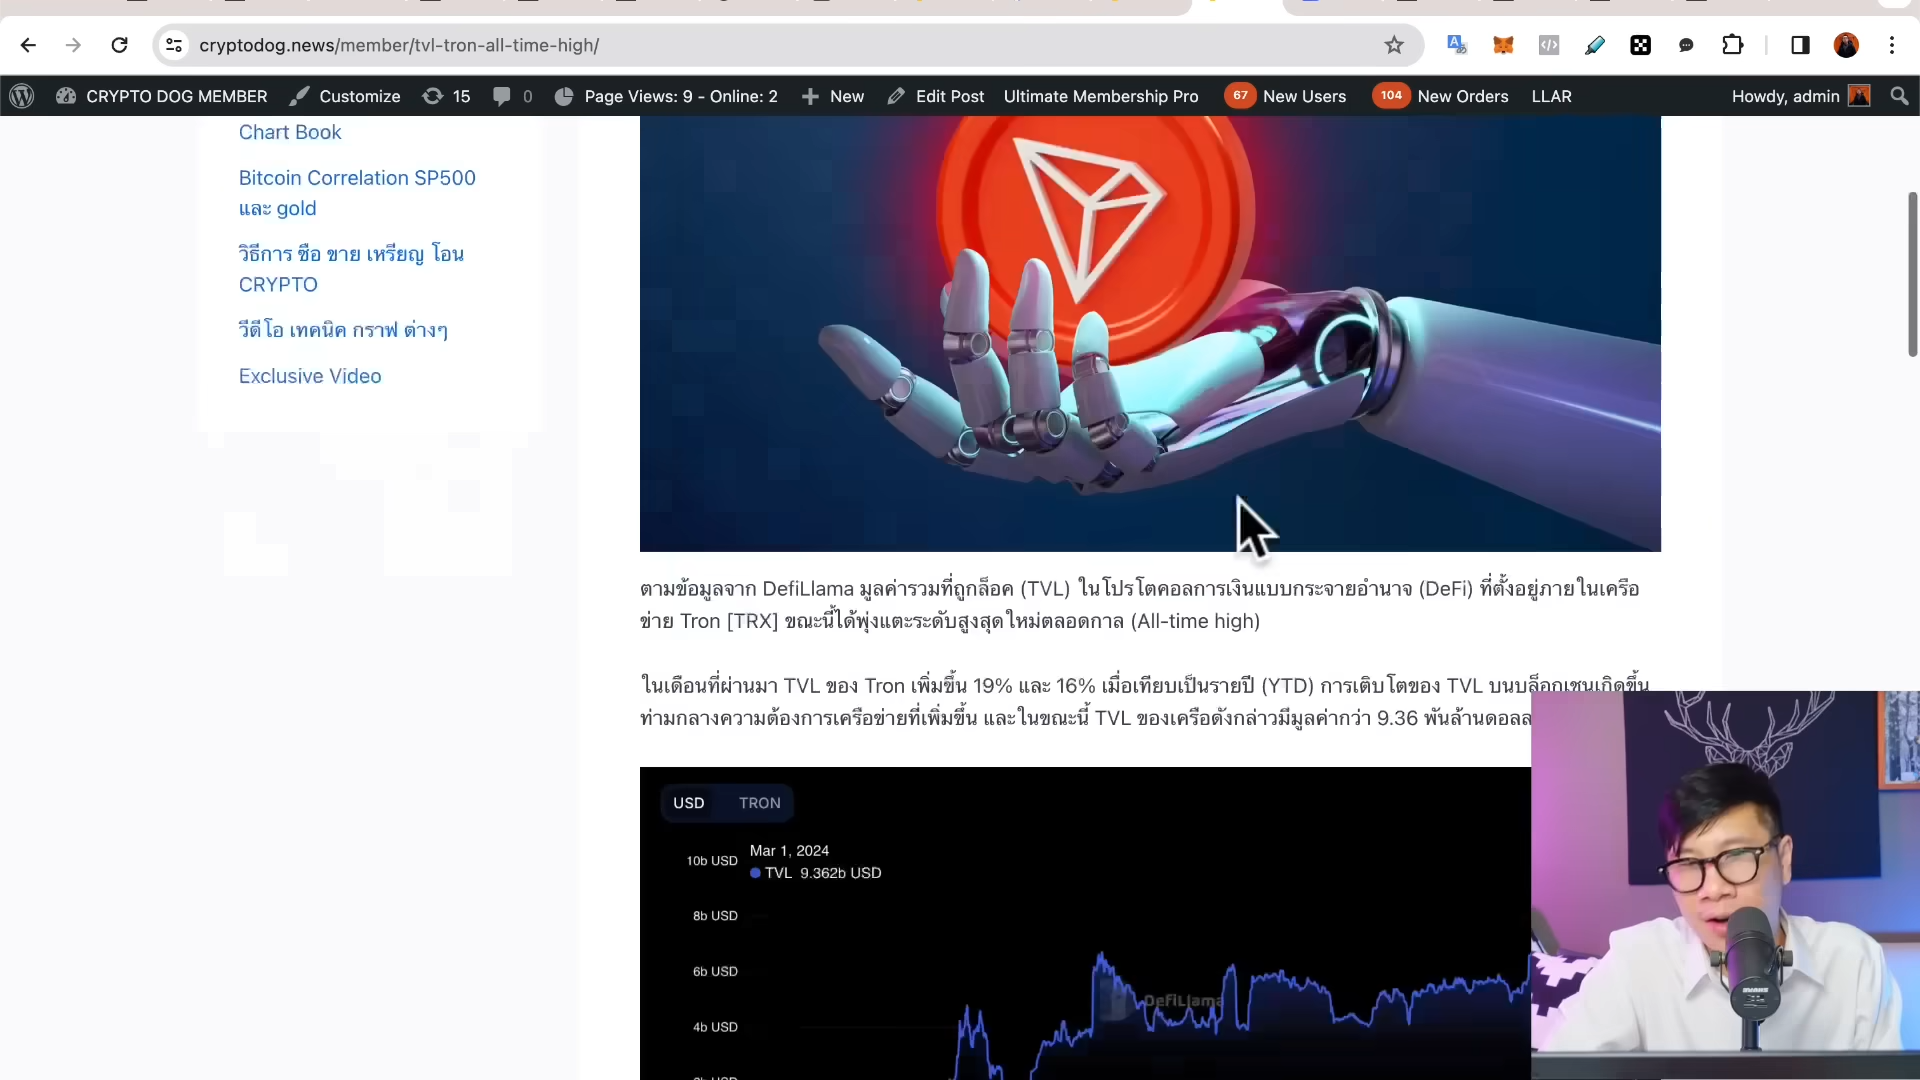 cryptodog.news/member/tvl-tron-all-time-high/
CRYPTO DOG MEMBER Customize 15 0 Page Views: 9 - Online: 2 New Edit Post Ultimate Membership Pro 67 New Users 104 New Orders LLAR Howdy, admin
Chart Book
Bitcoin Correlation SP500
และ gold
วิธีการ ซือ ขาย เหรียญ โอน
CRYPTO
วีดีโอ เทคนิค กราฟ ต่างๆ
Exclusive Video
ตามข้อมูลจาก DefiLlama มูลค่ารวมที่ถูกล็อค (TVL) ในโปรโตคอลการเงินแบบกระจายอำนาจ (DeFi) ที่ตั้งอยู่ภายในเครือ
ข่าย Tron [TRX] ขณะนี้ได้พุ่งแตะระดับสูงสุดใหม่ตลอดกาล (All-time high)
ในเดือนที่ผ่านมา TVL ของ Tron เพิ่มขึ้น 19% และ 16% เมื่อเทียบเป็นรายปี (YTD) การเติบโตของ TVL บนบล็อกเชนเกิดขึ้น
ท่ามกลางความต้องการเครือข่ายที่เพิ่มขึ้น และในขณะนี้ TVL ของเครือดังกล่าวมีมูลค่ากว่า 9.36 พันล้านดอลล
USD TRON
Mar 1, 2024
10b USD
TVL 9.362b USD
8b USD
6b USD
DefiLlama
4b USD